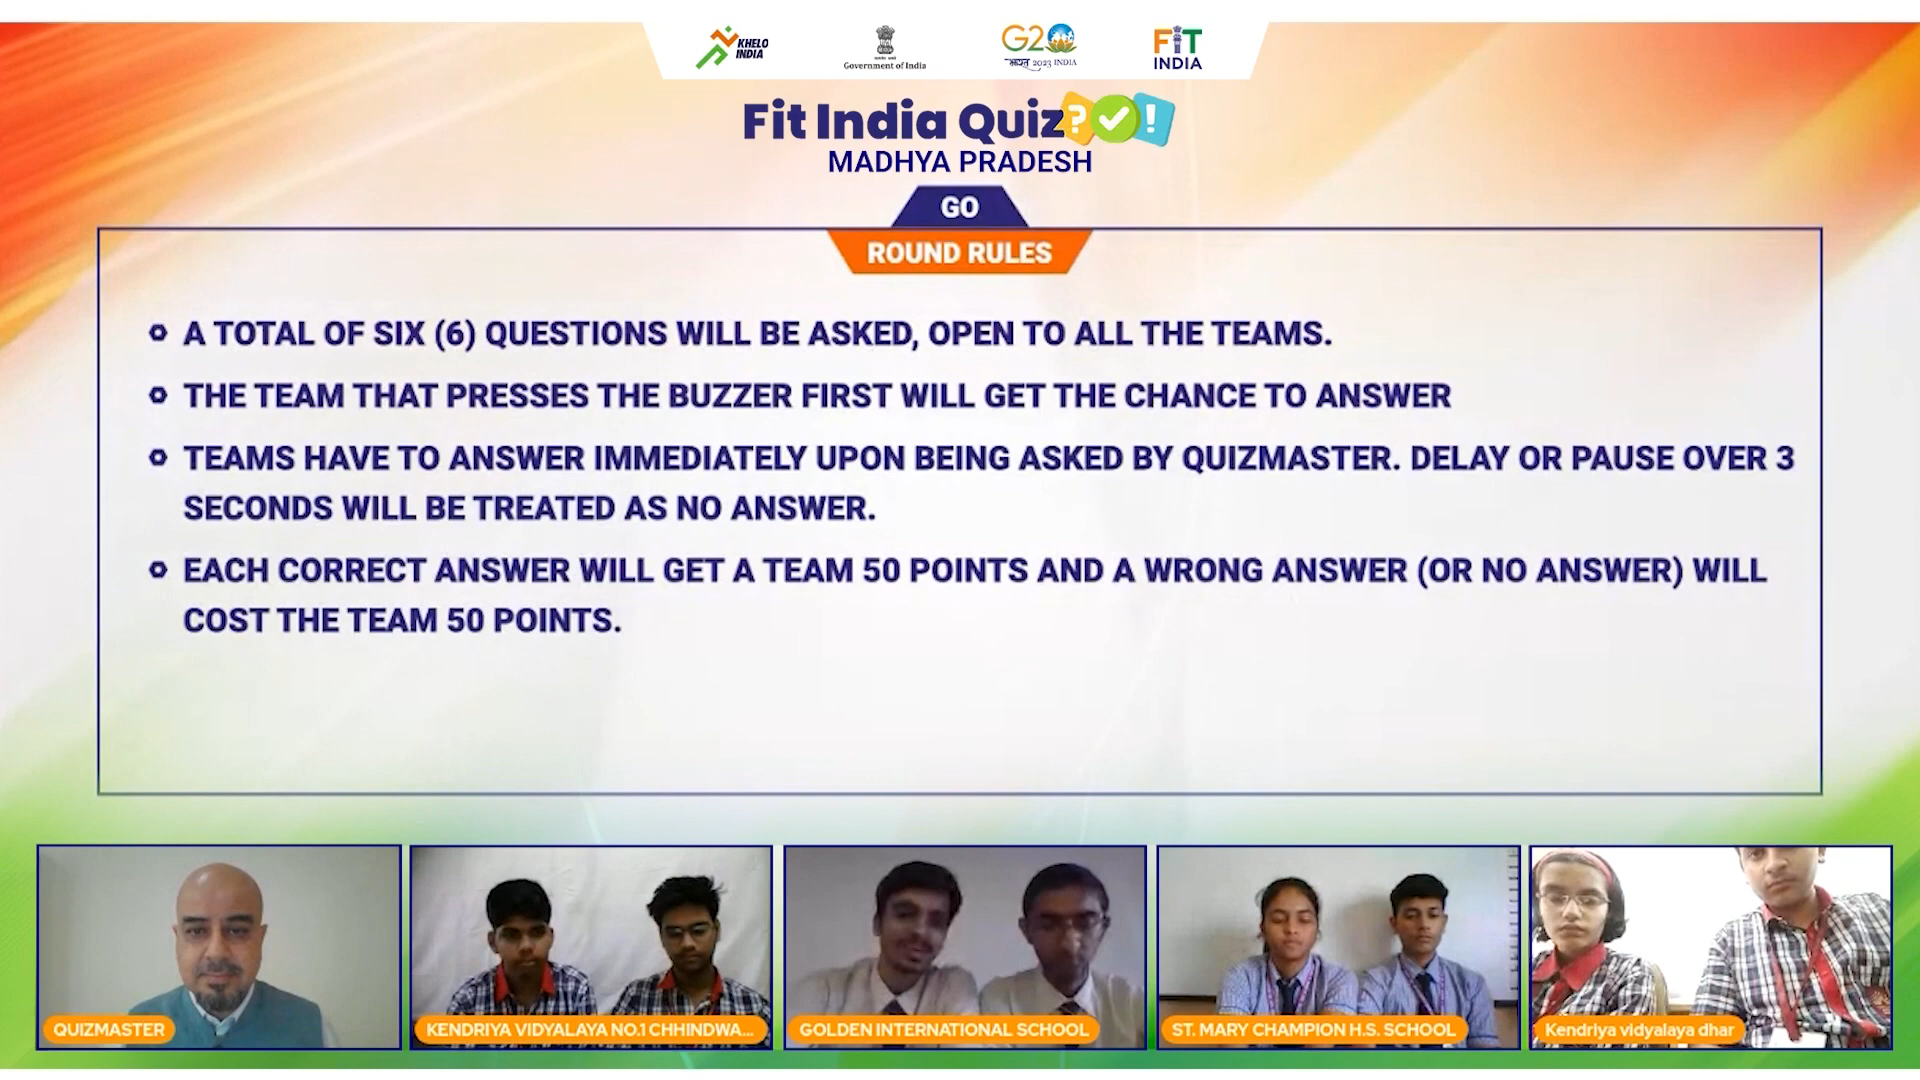 KHELO
INDIA
Government of India
G20
भारत 2023 INDIA
FIT
INDIA
Fit India Quiz?!
MADHYA PRADESH
GO
ROUND RULES
A TOTAL OF SIX (6) QUESTIONS WILL BE ASKED, OPEN TO ALL THE TEAMS.
THE TEAM THAT PRESSES THE BUZZER FIRST WILL GET THE CHANCE TO ANSWER
TEAMS HAVE TO ANSWER IMMEDIATELY UPON BEING ASKED BY QUIZMASTER. DELAY OR PAUSE OVER 3
SECONDS WILL BE TREATED AS NO ANSWER.
EACH CORRECT ANSWER WILL GET A TEAM 50 POINTS AND A WRONG ANSWER (OR NO ANSWER) WILL
COST THE TEAM 50 POINTS.
QUIZMASTER
KENDRIYA VIDYALAYA NO.1 CHHINDWA...
GOLDEN INTERNATIONAL SCHOOL
ST. MARY CHAMPION H.S. SCHOOL
Kendriya vidyalaya dhar